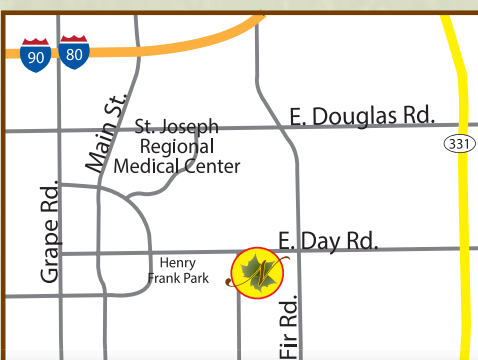 90
80
Main St.
St. Joseph
Regional
Medical Center
E. Douglas Rd.
331
Grape Rd.
E. Day Rd.
Henry
Frank Park
Fir Rd.